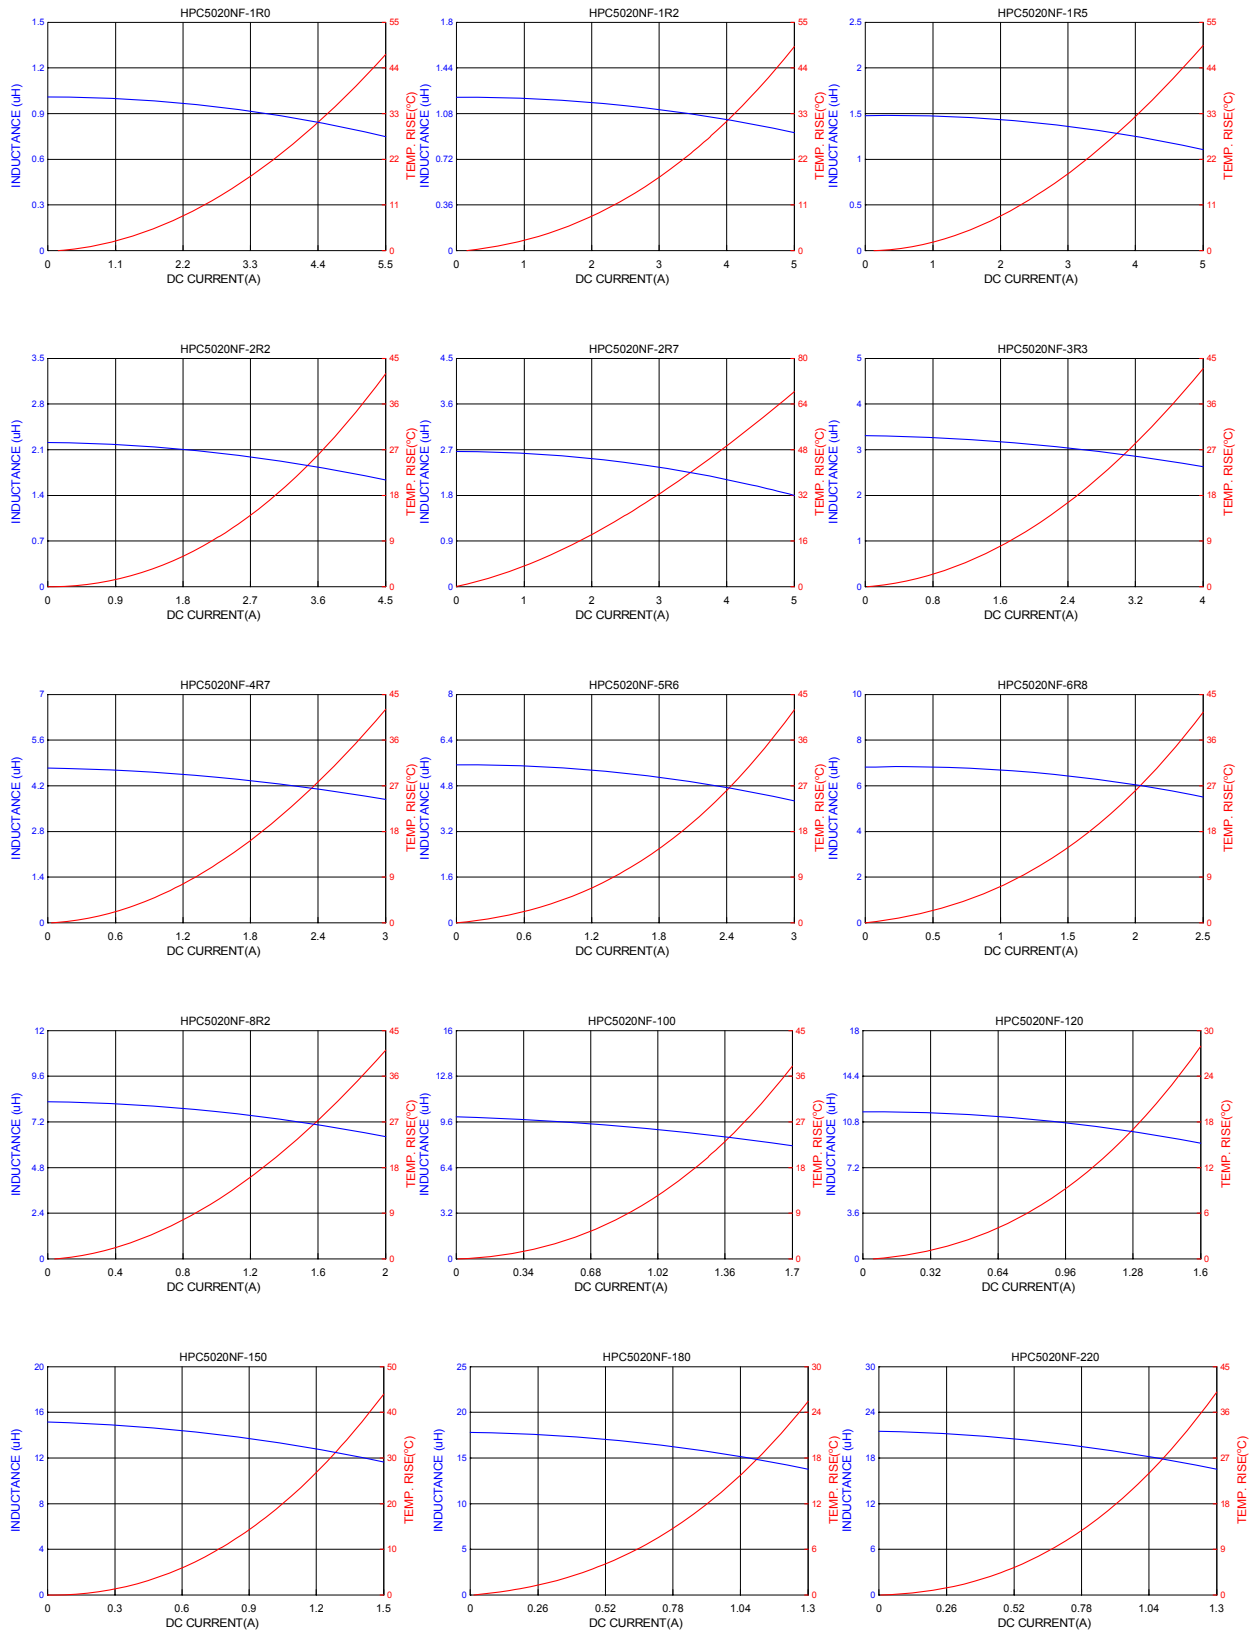 HPC5020NF-1R0
1.5
1.2
0.9
0.6
0.3
0
55
44
33
22
11
0
INDUCTANCE (uH)
TEMP. RISE(ºC)
0 1.1 2.2 3.3 4.4 5.5
DC CURRENT(A)
HPC5020NF-1R2
1.8
1.44
1.08
0.72
0.36
0
55
44
33
22
11
0
INDUCTANCE (uH)
TEMP. RISE(ºC)
0 1 2 3 4 5
DC CURRENT(A)
HPC5020NF-1R5
2.5
2
1.5
1
0.5
0
55
44
33
22
11
0
INDUCTANCE (uH)
TEMP. RISE(ºC)
0 1 2 3 4 5
DC CURRENT(A)
HPC5020NF-2R2
3.5
2.8
2.1
1.4
0.7
0
45
36
27
18
9
0
INDUCTANCE (uH)
TEMP. RISE(ºC)
0 0.9 1.8 2.7 3.6 4.5
DC CURRENT(A)
HPC5020NF-2R7
4.5
3.6
2.7
1.8
0.9
0
80
64
48
32
16
0
INDUCTANCE (uH)
TEMP. RISE(ºC)
0 1 2 3 4 5
DC CURRENT(A)
HPC5020NF-3R3
5
4
3
2
1
0
45
36
27
18
9
0
INDUCTANCE (uH)
TEMP. RISE(ºC)
0 0.8 1.6 2.4 3.2 4
DC CURRENT(A)
HPC5020NF-4R7
7
5.6
4.2
2.8
1.4
0
45
36
27
18
9
0
INDUCTANCE (uH)
TEMP. RISE(ºC)
0 0.6 1.2 1.8 2.4 3
DC CURRENT(A)
HPC5020NF-5R6
8
6.4
4.8
3.2
1.6
0
45
36
27
18
9
0
INDUCTANCE (uH)
TEMP. RISE(ºC)
0 0.6 1.2 1.8 2.4 3
DC CURRENT(A)
HPC5020NF-6R8
10
8
6
4
2
0
45
36
27
18
9
0
INDUCTANCE (uH)
TEMP. RISE(ºC)
0 0.5 1 1.5 2 2.5
DC CURRENT(A)
HPC5020NF-8R2
12
9.6
7.2
4.8
2.4
0
45
36
27
18
9
0
INDUCTANCE (uH)
TEMP. RISE(ºC)
0 0.4 0.8 1.2 1.6 2
DC CURRENT(A)
HPC5020NF-100
16
12.8
9.6
6.4
3.2
0
45
36
27
18
9
0
INDUCTANCE (uH)
TEMP. RISE(ºC)
0 0.34 0.68 1.02 1.36 1.7
DC CURRENT(A)
HPC5020NF-120
18
14.4
10.8
7.2
3.6
0
30
24
18
12
6
0
INDUCTANCE (uH)
TEMP. RISE(ºC)
0 0.32 0.64 0.96 1.28 1.6
DC CURRENT(A)
HPC5020NF-150
20
16
12
8
4
0
50
40
30
20
10
0
INDUCTANCE (uH)
TEMP. RISE(ºC)
0 0.3 0.6 0.9 1.2 1.5
DC CURRENT(A)
HPC5020NF-180
25
20
15
10
5
0
30
24
18
12
6
0
INDUCTANCE (uH)
TEMP. RISE(ºC)
0 0.26 0.52 0.78 1.04 1.3
DC CURRENT(A)
HPC5020NF-220
30
24
18
12
6
0
45
36
27
18
9
0
INDUCTANCE (uH)
TEMP. RISE(ºC)
0 0.26 0.52 0.78 1.04 1.3
DC CURRENT(A)